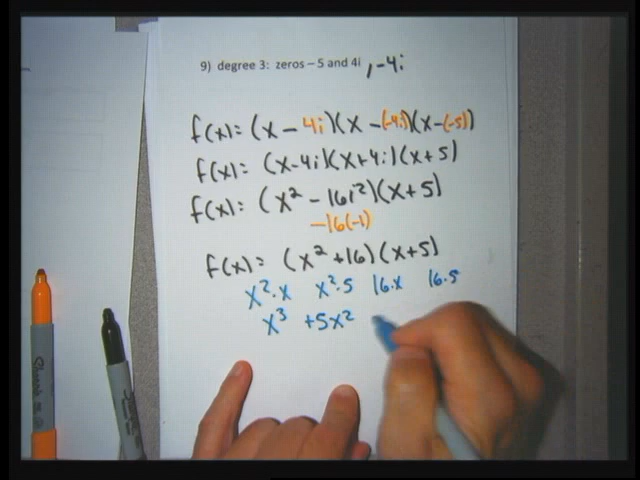 9) degree 3: zeros – 5 and 4i , -4i
f(x) = (x - 4i)(x - (-4i))(x - (-5))
f(x) = (x-4i)(x+4i)(x+5)
f(x) = (x² - 16i²)(x+5)
-16(-1)
f(x) = (x² +16)(x+5)
x²·x x²·5 16·x 16·5
x³ +5x²